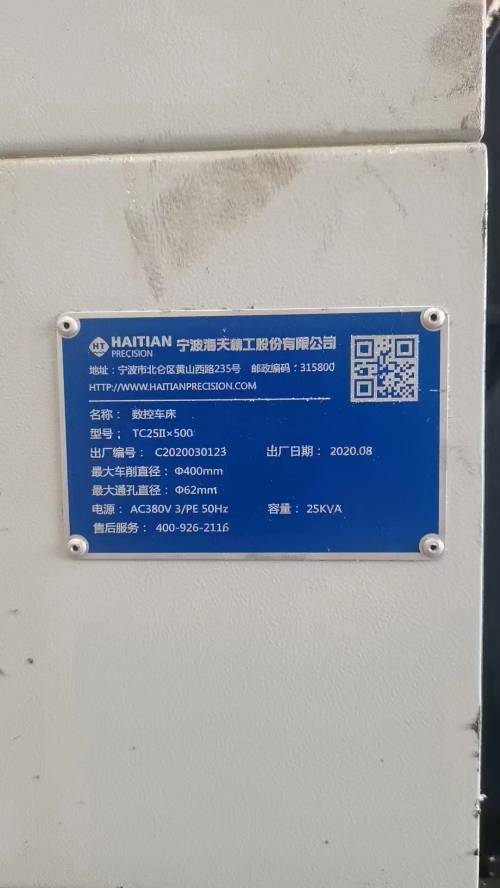 HT HAITIAN PRECISION 宁波海天精工股份有限公司
地址：宁波市北仑区黄山西路235号 邮政编码：315800
HTTP://WWW.HAITIANPRECISION.COM
名称： 数控车床
型号： TC25II×500
出厂编号： C2020030123 出厂日期： 2020.08
最大车削直径： Φ400mm
最大通孔直径： Φ62mm
电源： AC380V 3/PE 50Hz 容量： 25KVA
售后服务： 400-926-2116